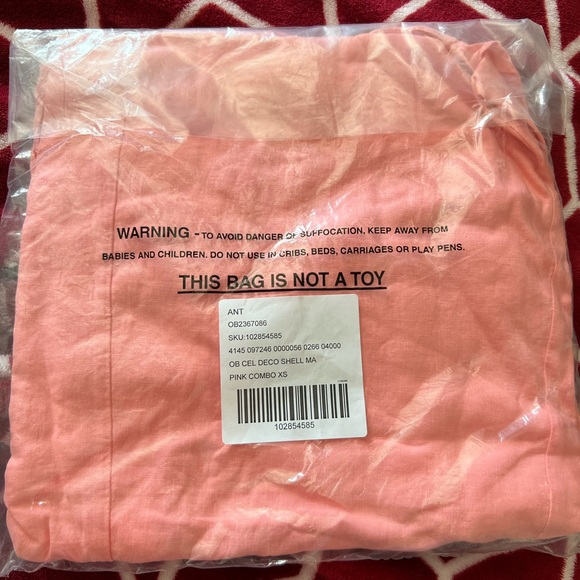 WARNING - TO AVOID DANGER OF SUFFOCATION, KEEP AWAY FROM
BABIES AND CHILDREN. DO NOT USE IN CRIBS, BEDS, CARRIAGES OR PLAY PENS.
THIS BAG IS NOT A TOY
ANT
OB2367086
SKU:102854585
4145 097246 0000056 0266 04000
OB CEL DECO SHELL MA
PINK COMBO XS
102854585